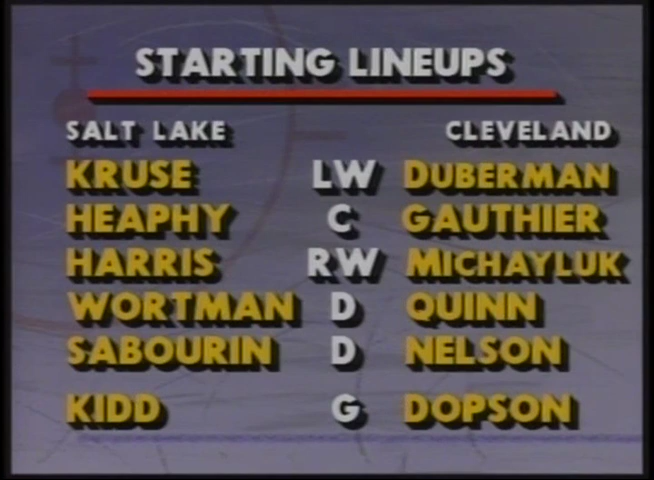 STARTING LINEUPS
SALT LAKE CLEVELAND
KRUSE LW DUBERMAN
HEAPHY C GAUTHIER
HARRIS RW MICHAYLUK
WORTMAN D QUINN
SABOURIN D NELSON
KIDD G DOPSON